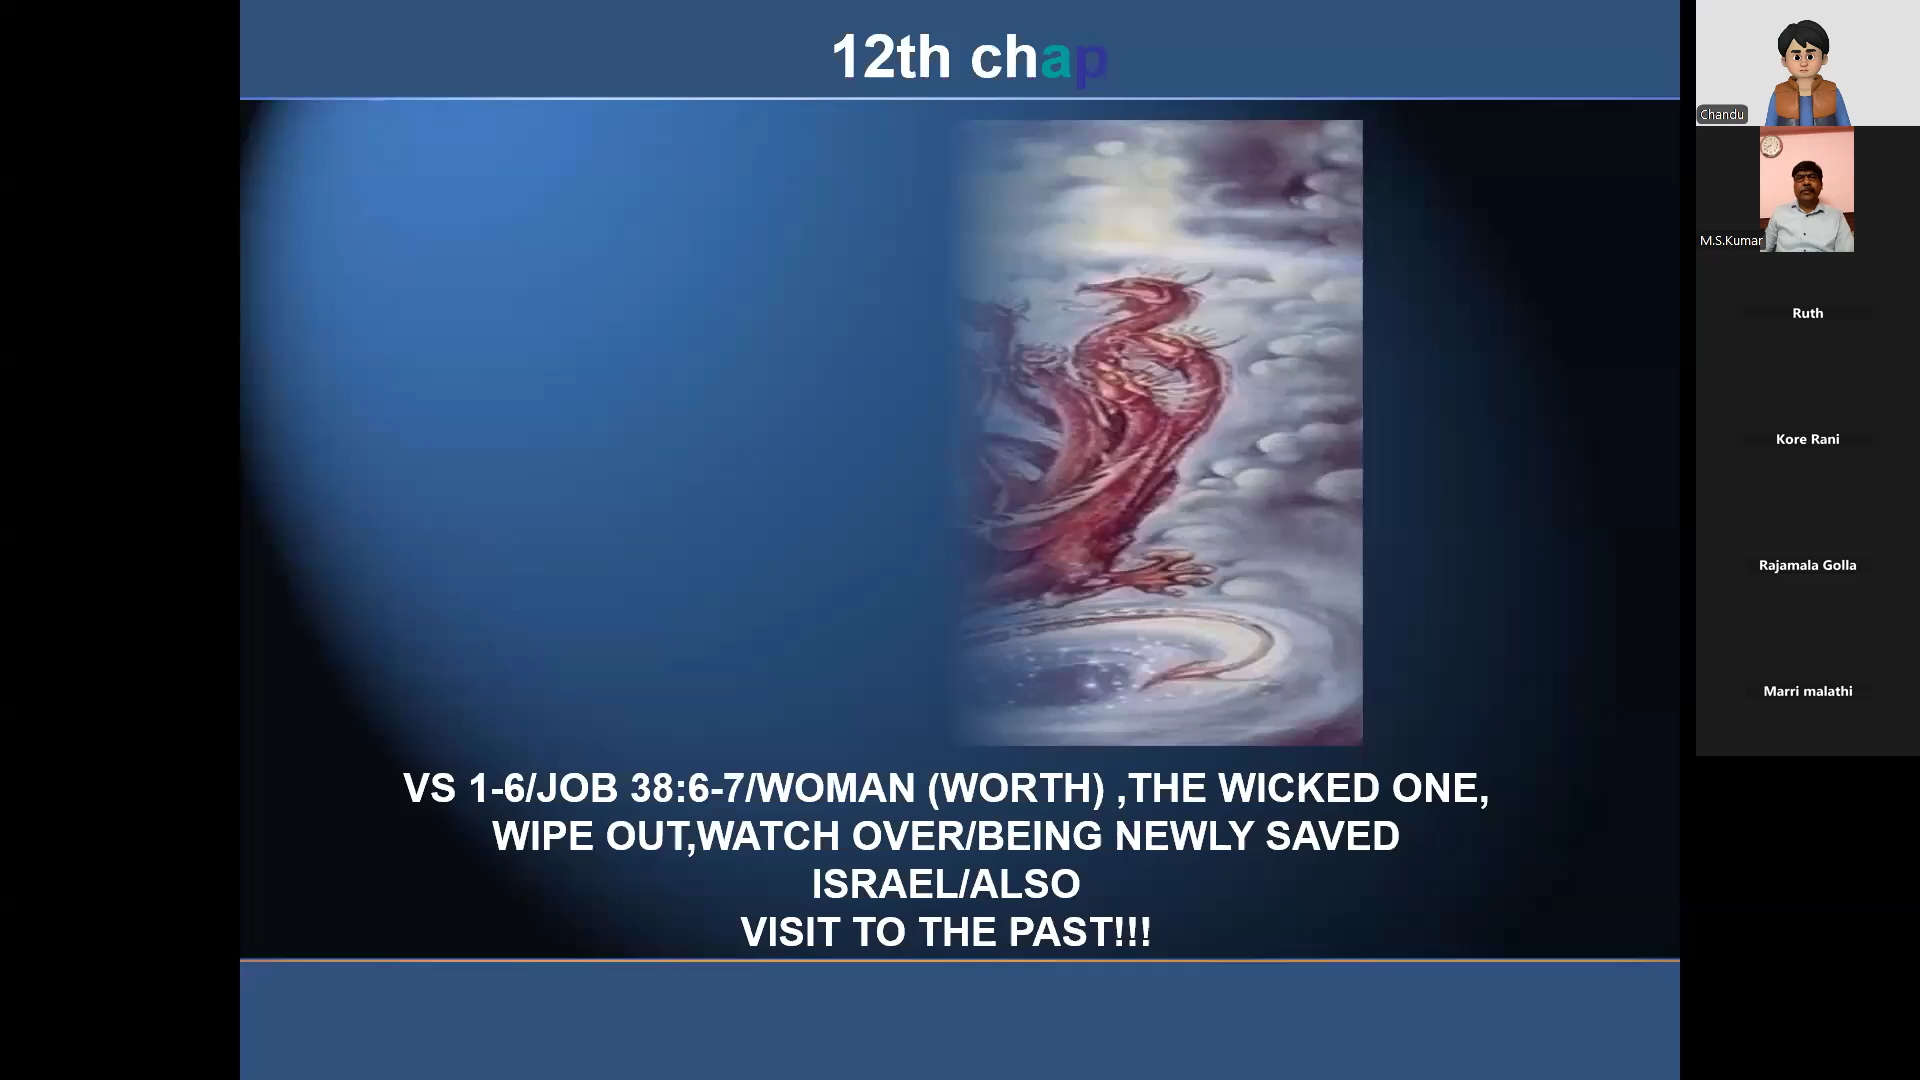 12th chap
VS 1-6/JOB 38:6-7/WOMAN (WORTH) ,THE WICKED ONE,
WIPE OUT,WATCH OVER/BEING NEWLY SAVED
ISRAEL/ALSO
VISIT TO THE PAST!!!
Chandu
M.S.Kumar
Ruth
Kore Rani
Rajamala Golla
Marri malathi